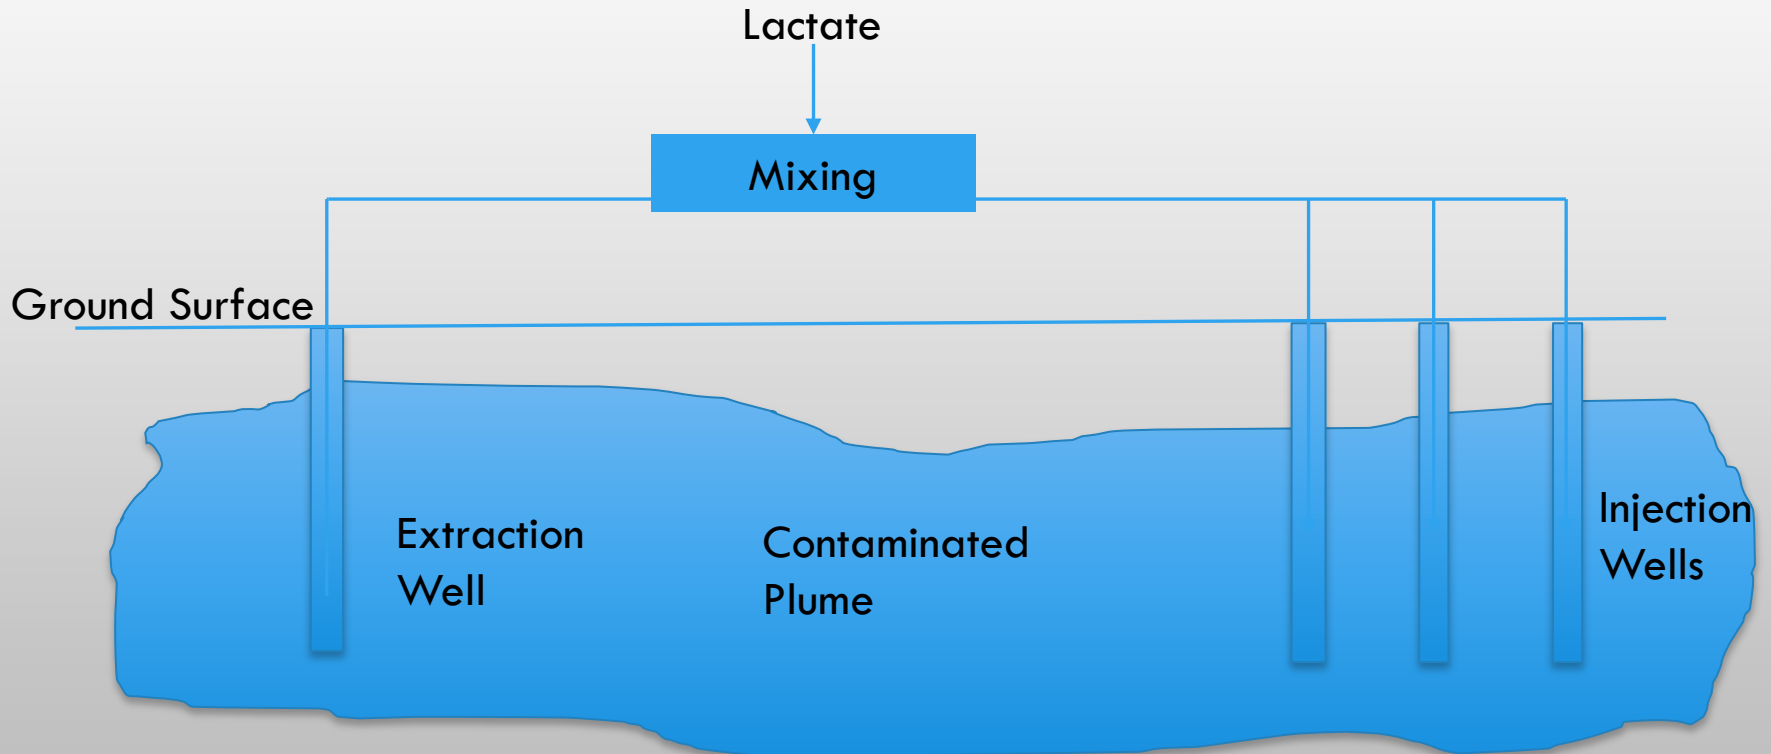 Lactate
Mixing
Ground Surface
Extraction
Well
Contaminated
Plume
Injection
Wells